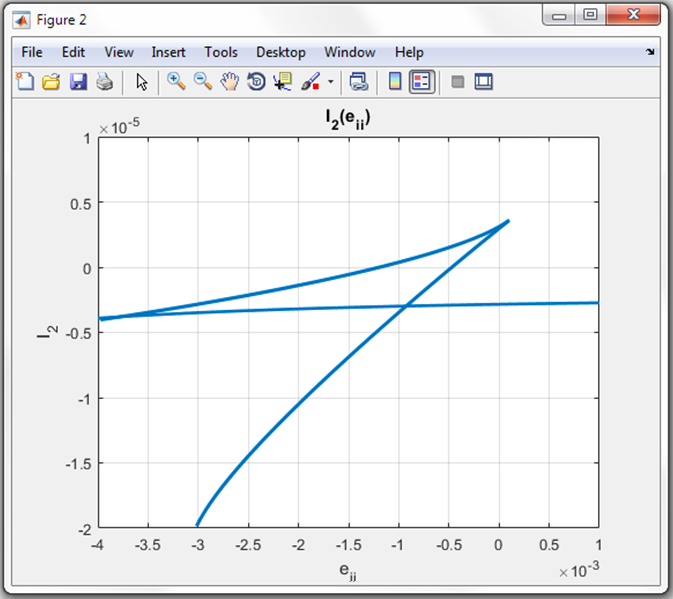 Figure 2
File Edit View Insert Tools Desktop Window Help
I₂(eᵢᵢ)
×10⁻⁵
1
0.5
0
-0.5
-1
-1.5
-2
I₂
-4 -3.5 -3 -2.5 -2 -1.5 -1 -0.5 0 0.5 1
eⱼⱼ
×10⁻³